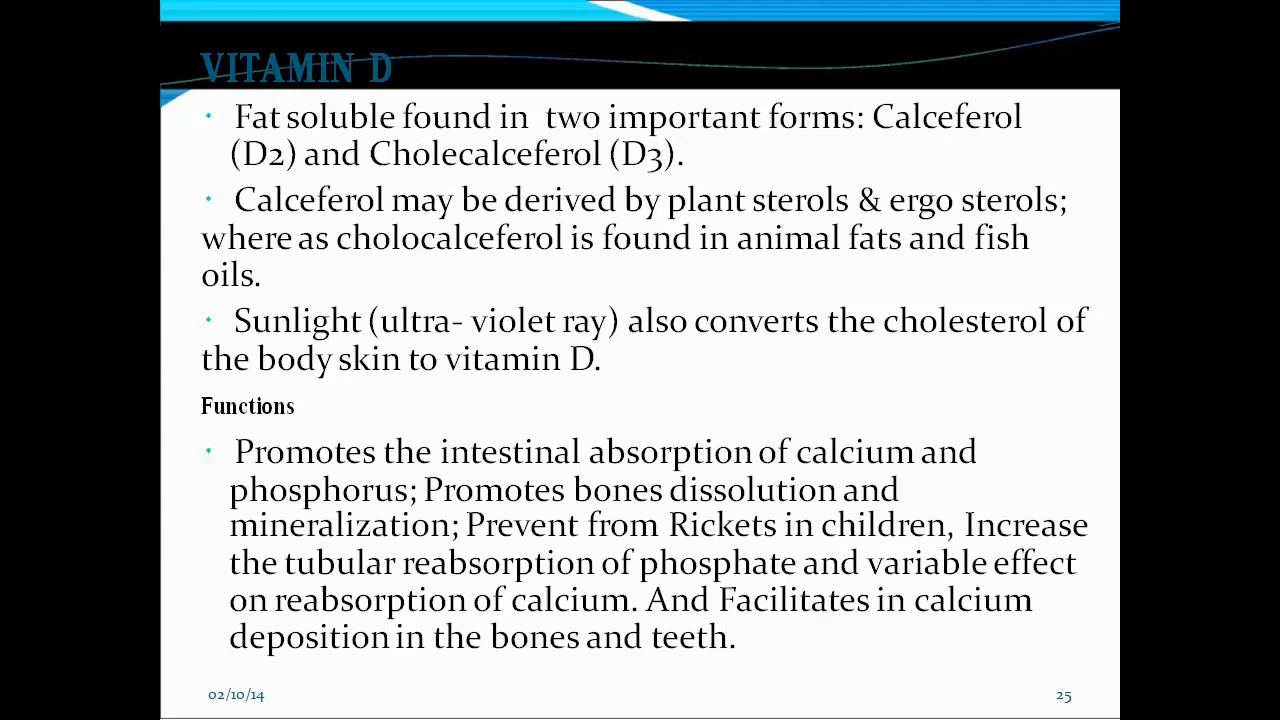 VITAMIN D
• Fat soluble found in two important forms: Calceferol
(D2) and Cholecalceferol (D3).
• Calceferol may be derived by plant sterols & ergo sterols;
where as cholocalceferol is found in animal fats and fish
oils.
• Sunlight (ultra- violet ray) also converts the cholesterol of
the body skin to vitamin D.
Functions
• Promotes the intestinal absorption of calcium and
phosphorus; Promotes bones dissolution and
mineralization; Prevent from Rickets in children, Increase
the tubular reabsorption of phosphate and variable effect
on reabsorption of calcium. And Facilitates in calcium
deposition in the bones and teeth.
02/10/14
25